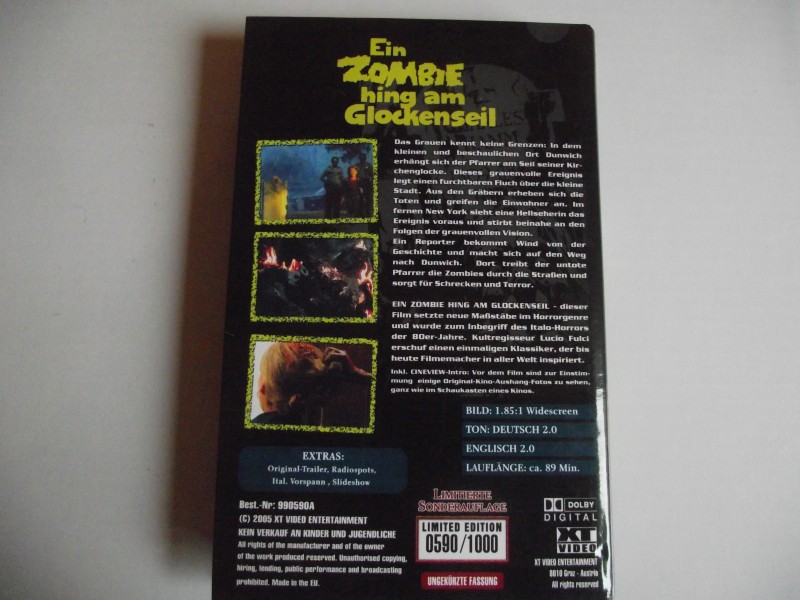 Ein
ZOMBIE
hing am
Glockenseil
Das Grauen kennt keine Grenzen: In dem
kleinen und beschaulichen Ort Dunwich
erhängt sich der Pfarrer am Seil seiner Kir-
chenglocke. Dieses grauenvolle Ereignis
legt einen furchtbaren Fluch über die kleine
Stadt. Aus den Gräbern erheben sich die
Toten und greifen die Einwohner an. Im
fernen New York sieht eine Hellseherin das
Ereignis voraus und stirbt beinahe an den
Folgen der grauenvollen Vision.
Ein Reporter bekommt Wind von der
Geschichte und macht sich auf den Weg
nach Dunwich. Dort treibt der untote
Pfarrer die Zombies durch die Straßen und
sorgt für Schrecken und Terror.
EIN ZOMBIE HING AM GLOCKENSEIL - dieser
Film setzte neue Maßstäbe im Horrorgenre
und wurde zum Inbegriff des Italo-Horrors
der 80er-Jahre. Kultregisseur Lucio Fulci
erschuf einen einmaligen Klassiker, der bis
heute Filmemacher in aller Welt inspiriert.
Inkl. CINEVIEW-Intro: Vor dem Film sind zur Einstim-
mung einige Original-Kino-Aushang-Fotos zu sehen,
ganz wie im Schaukasten eines Kinos.
BILD: 1.85:1 Widescreen
TON: DEUTSCH 2.0
ENGLISCH 2.0
LAUFLÄNGE: ca. 89 Min.
EXTRAS:
Original-Trailer, Radiospots,
Ital. Vorspann , Slideshow
Best.-Nr: 990590A
(C) 2005 XT VIDEO ENTERTAINMENT
KEIN VERKAUF AN KINDER UND JUGENDLICHE
All rights of the manufacturer and of the owner
of the work produced reserved. Unauthorised copying,
hiring, lending, public performance and broadcasting
prohibited. Made in the EU.
LIMITIERTE
SONDERAUFLAGE
LIMITED EDITION
0590/1000
UNGEKÜRZTE FASSUNG
DOLBY
DIGITAL
XT
VIDEO
XT VIDEO ENTERTAINMENT
8010 Graz - Austria
All rights reserved